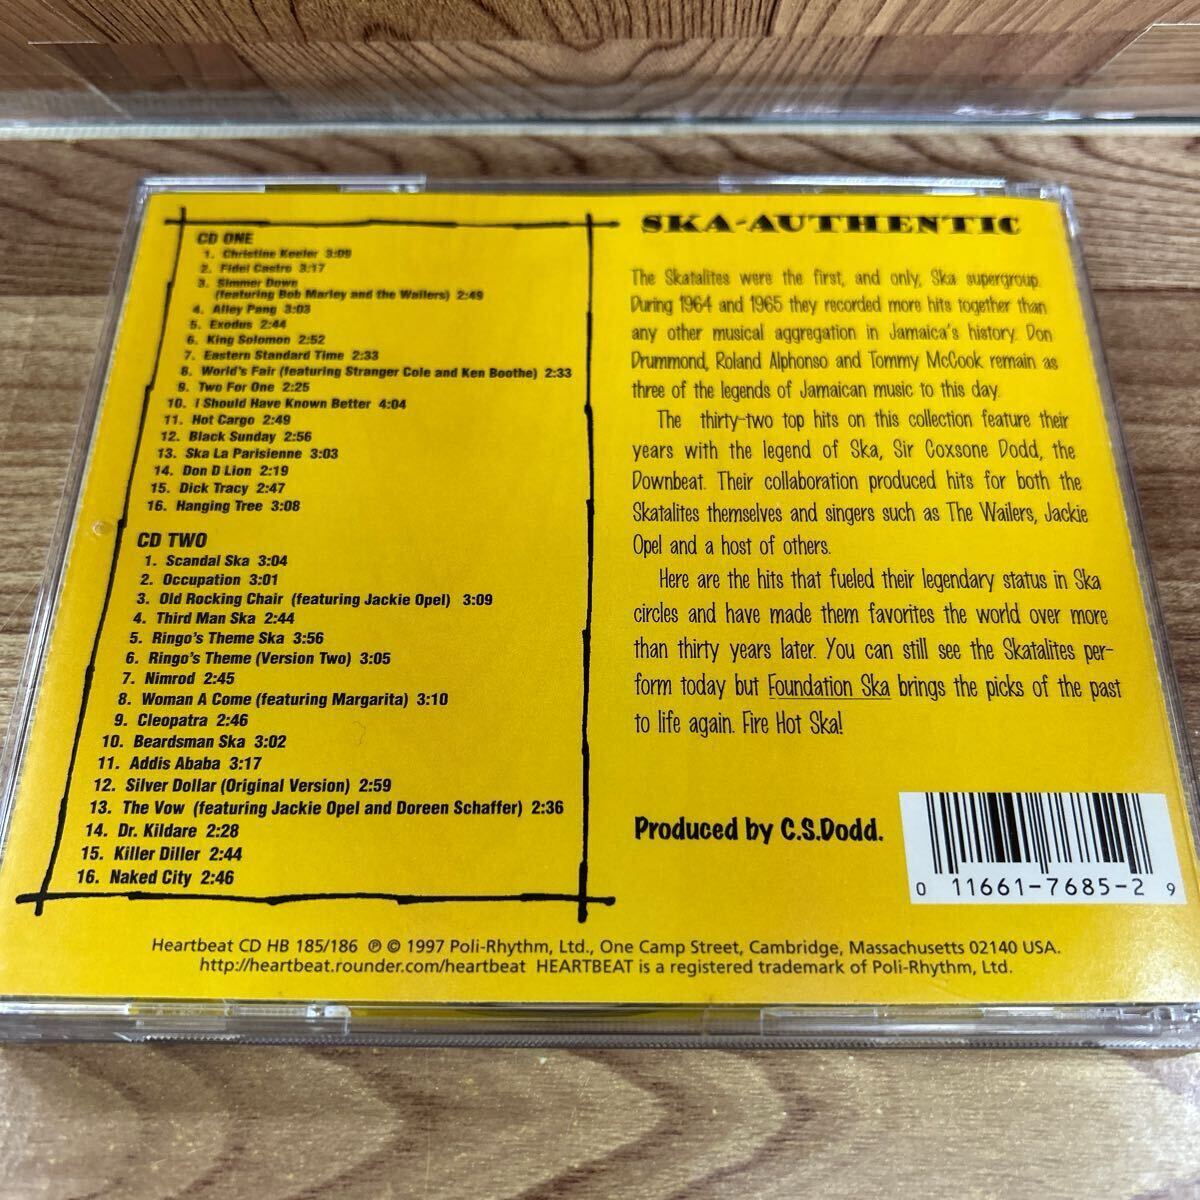 CD ONE
1. Christine Keeler 3:09
2. Fidel Castro 3:17
3. Simmer Down
(featuring Bob Marley and the Wailers) 2:49
4. Alley Pang 3:03
5. Exodus 2:44
6. King Solomon 2:52
7. Eastern Standard Time 2:33
8. World's Fair (featuring Stranger Cole and Ken Boothe) 2:33
9. Two For One 2:25
10. I Should Have Known Better 4:04
11. Hot Cargo 2:49
12. Black Sunday 2:56
13. Ska La Parisienne 3:03
14. Don D Lion 2:19
15. Dick Tracy 2:47
16. Hanging Tree 3:08
CD TWO
1. Scandal Ska 3:04
2. Occupation 3:01
3. Old Rocking Chair (featuring Jackie Opel) 3:09
4. Third Man Ska 2:44
5. Ringo's Theme Ska 3:56
6. Ringo's Theme (Version Two) 3:05
7. Nimrod 2:45
8. Woman A Come (featuring Margarita) 3:10
9. Cleopatra 2:46
10. Beardsman Ska 3:02
11. Addis Ababa 3:17
12. Silver Dollar (Original Version) 2:59
13. The Vow (featuring Jackie Opel and Doreen Schaffer) 2:36
14. Dr. Kildare 2:28
15. Killer Diller 2:44
16. Naked City 2:46
SKA-AUTHENTIC
The Skatalites were the first, and only, Ska supergroup.
During 1964 and 1965 they recorded more hits together than
any other musical aggregation in Jamaica's history. Don
Drummond, Roland Alphonso and Tommy McCook remain as
three of the legends of Jamaican music to this day.
The thirty-two top hits on this collection feature their
years with the legend of Ska, Sir Coxsone Dodd, the
Downbeat. Their collaboration produced hits for both the
Skatalites themselves and singers such as The Wailers, Jackie
Opel and a host of others.
Here are the hits that fueled their legendary status in Ska
circles and have made them favorites the world over more
than thirty years later. You can still see the Skatalites per-
form today but Foundation Ska brings the picks of the past
to life again. Fire Hot Ska!
Produced by C.S.Dodd.
0 11661-7685-2 9
Heartbeat CD HB 185/186 ℗ © 1997 Poli-Rhythm, Ltd., One Camp Street, Cambridge, Massachusetts 02140 USA.
http://heartbeat.rounder.com/heartbeat HEARTBEAT is a registered trademark of Poli-Rhythm, Ltd.